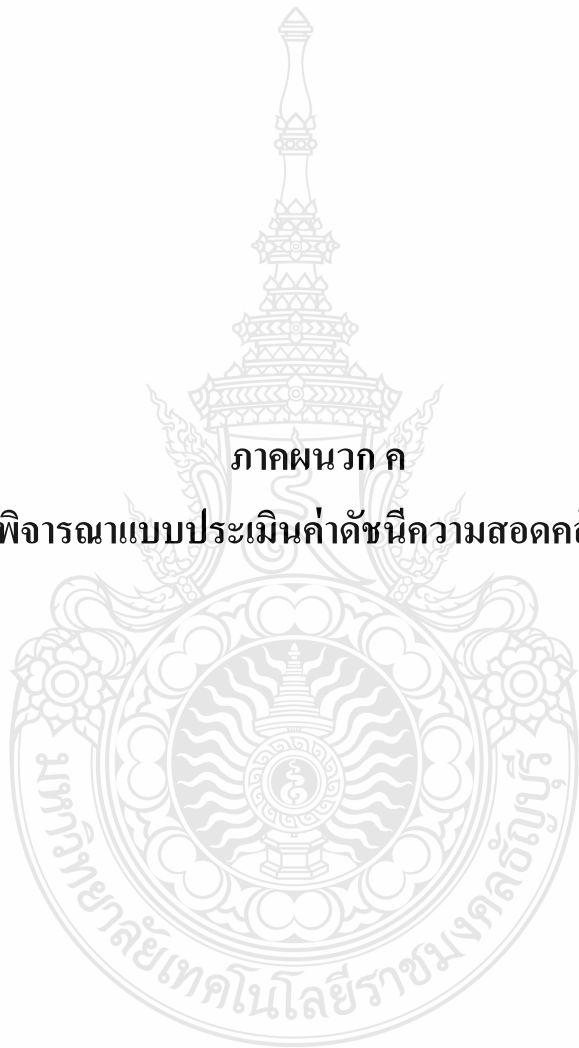 ภาคผนวก ค
พิจารณาแบบประเมินค่าดัชนีความสอดคล้
มหาวิทยาลัยเทคโนโลยีราชมงคลธัญบุรี